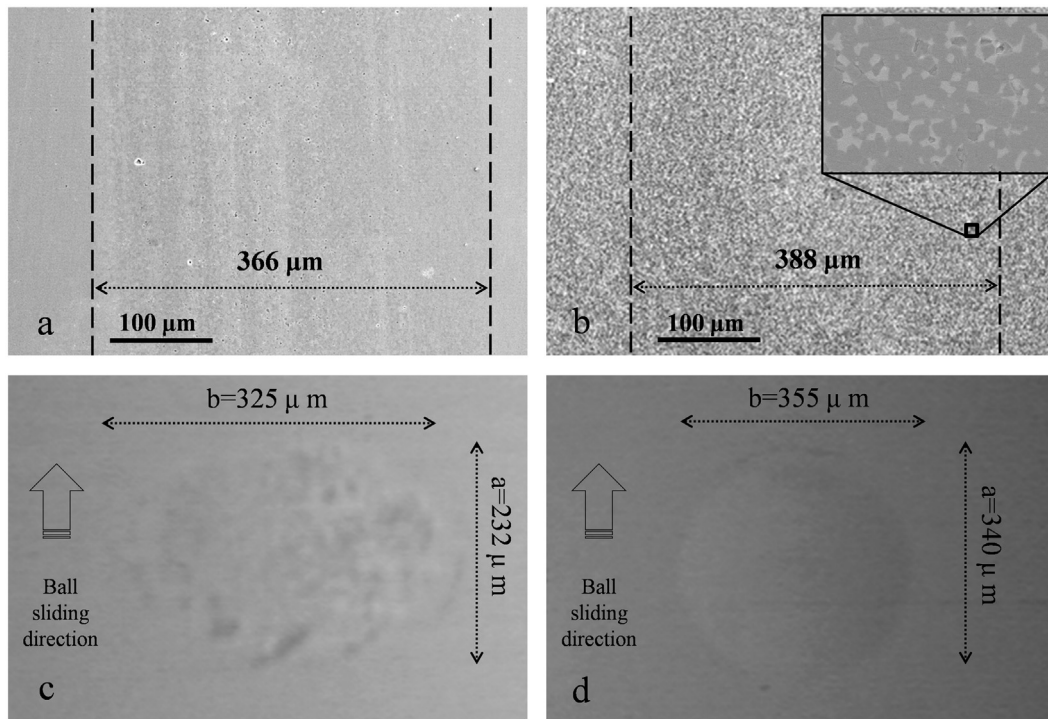 366 µm
a
100 µm
388 µm
b
100 µm
b=325 µ m
a=232 µ m
Ball
sliding
direction
c
b=355 µ m
a=340 µ m
Ball
sliding
direction
d